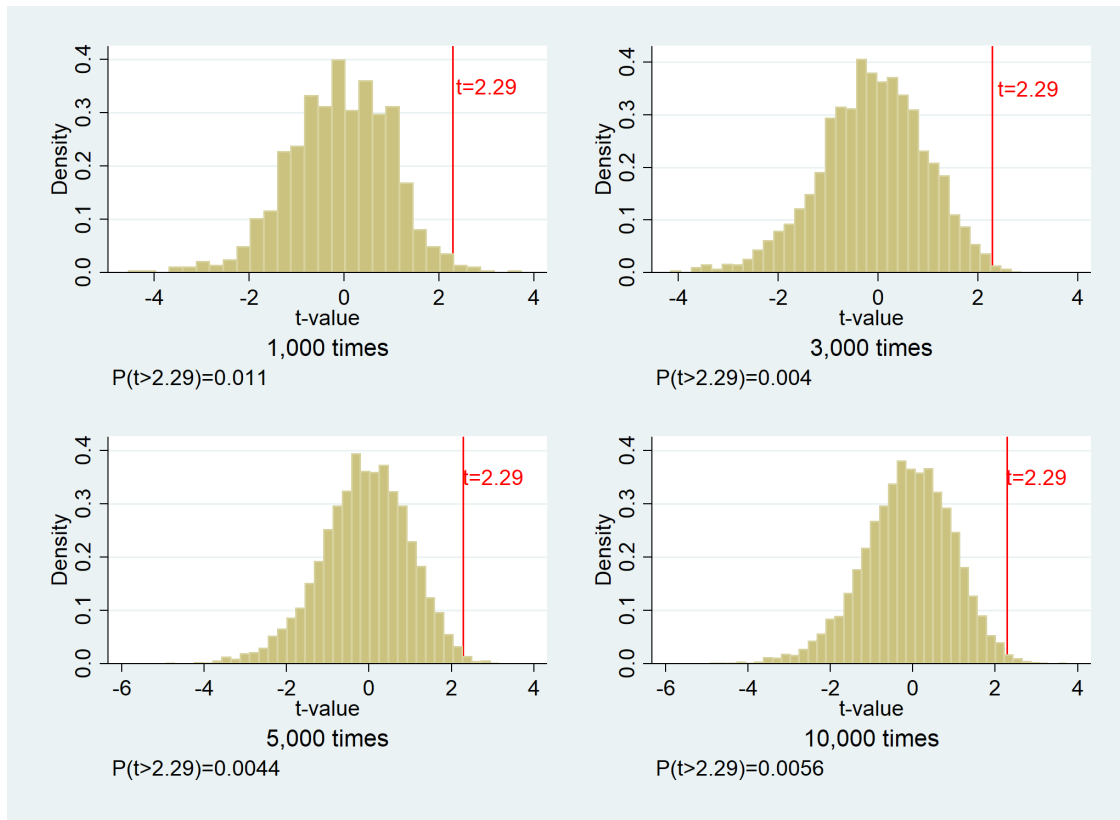 0.4
0.3
0.2
0.1
0.0
Density
t=2.29
-4 -2 0 2 4
t-value
1,000 times
P(t>2.29)=0.011
0.4
0.3
0.2
0.1
0.0
Density
t=2.29
-4 -2 0 2 4
t-value
3,000 times
P(t>2.29)=0.004
0.4
0.3
0.2
0.1
0.0
Density
t=2.29
-6 -4 -2 0 2 4
t-value
5,000 times
P(t>2.29)=0.0044
0.4
0.3
0.2
0.1
0.0
Density
t=2.29
-6 -4 -2 0 2 4
t-value
10,000 times
P(t>2.29)=0.0056